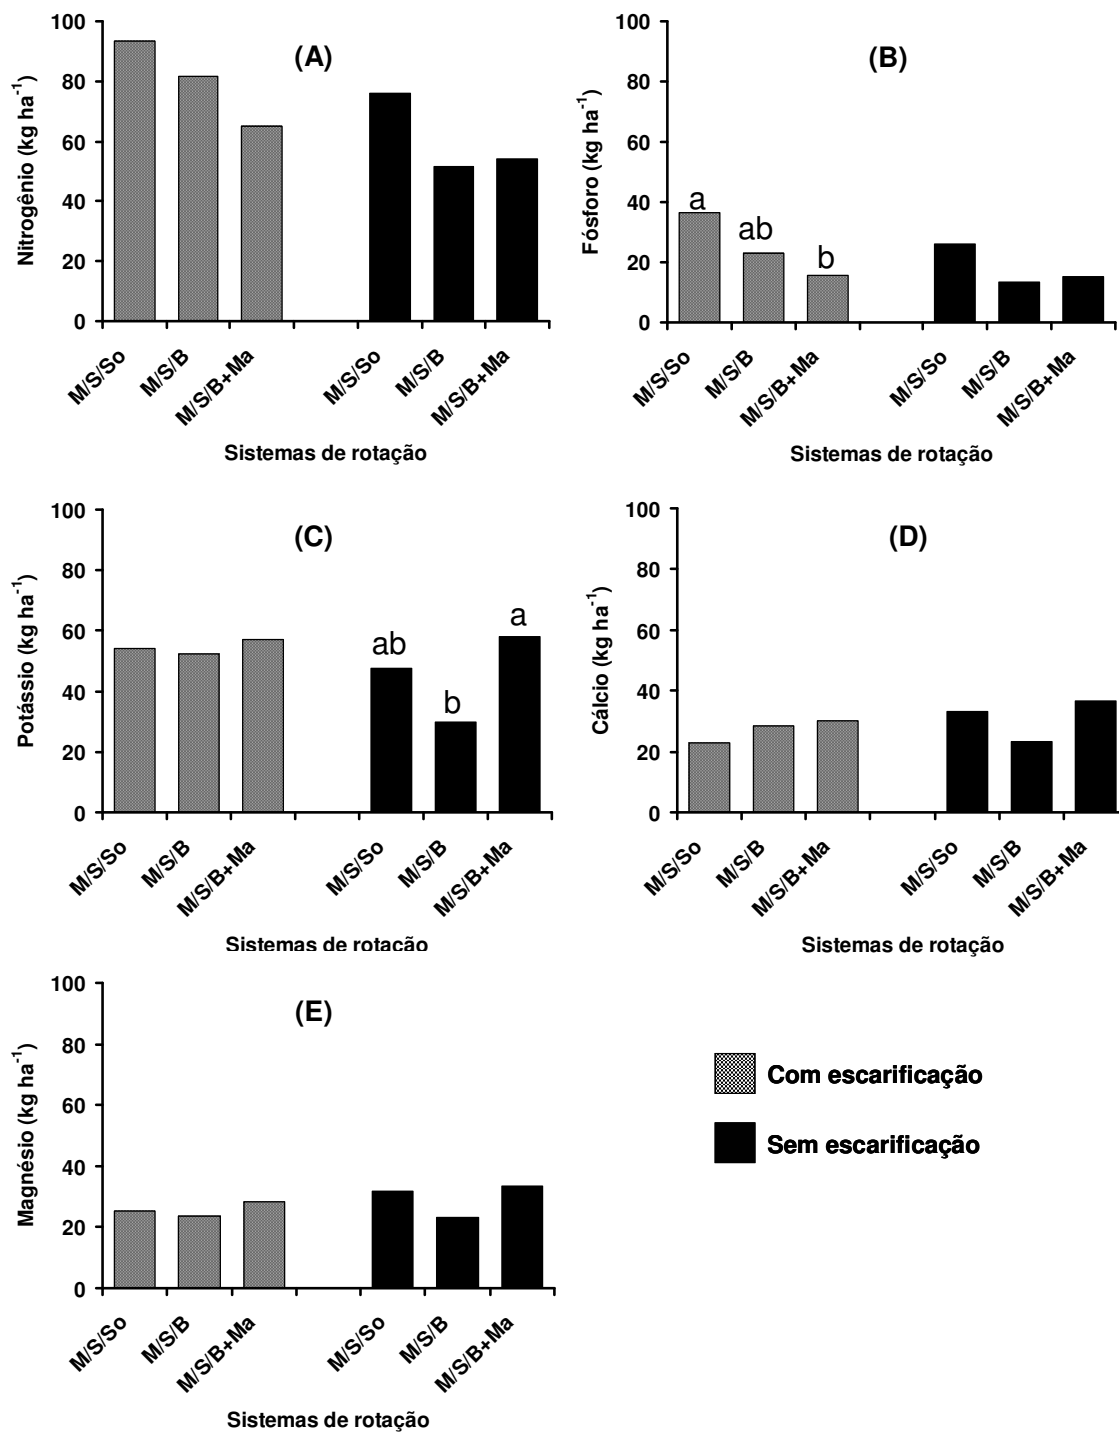 (A)
Nitrogênio (kg ha⁻¹)
100
80
60
40
20
0
M/S/So
M/S/B
M/S/B+Ma
M/S/So
M/S/B
M/S/B+Ma
Sistemas de rotação
(B)
Fósforo (kg ha⁻¹)
100
80
60
40
20
0
a
ab
b
M/S/So
M/S/B
M/S/B+Ma
M/S/So
M/S/B
M/S/B+Ma
Sistemas de rotação
(C)
Potássio (kg ha⁻¹)
100
80
60
40
20
0
ab
b
a
M/S/So
M/S/B
M/S/B+Ma
M/S/So
M/S/B
M/S/B+Ma
Sistemas de rotação
(D)
Cálcio (kg ha⁻¹)
100
80
60
40
20
0
M/S/So
M/S/B
M/S/B+Ma
M/S/So
M/S/B
M/S/B+Ma
Sistemas de rotação
(E)
Magnésio (kg ha⁻¹)
100
80
60
40
20
0
M/S/So
M/S/B
M/S/B+Ma
M/S/So
M/S/B
M/S/B+Ma
Sistemas de rotação
Com escarificação
Sem escarificação